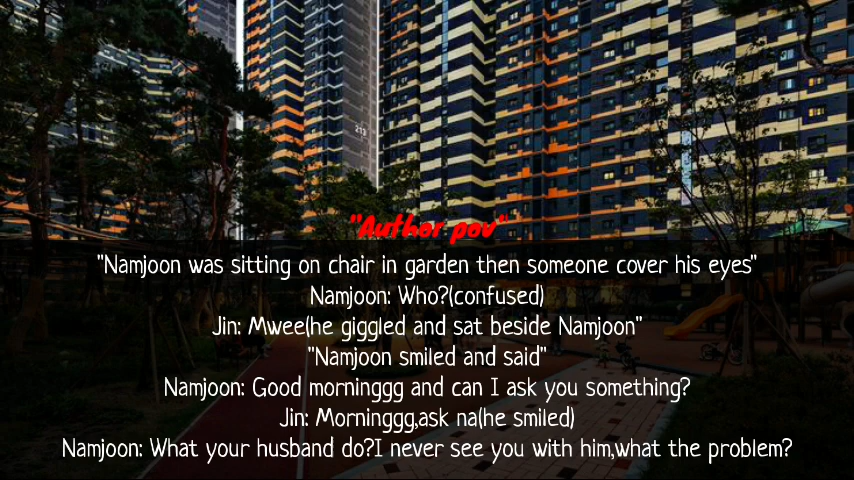 213
"Author pov"
"Namjoon was sitting on chair in garden then someone cover his eyes"
Namjoon: Who?(confused)
Jin: Mwee(he giggled and sat beside Namjoon"
"Namjoon smiled and said"
Namjoon: Good morninggg and can I ask you something?
Jin: Morninggg,ask na(he smiled)
Namjoon: What your husband do?I never see you with him,what the problem?